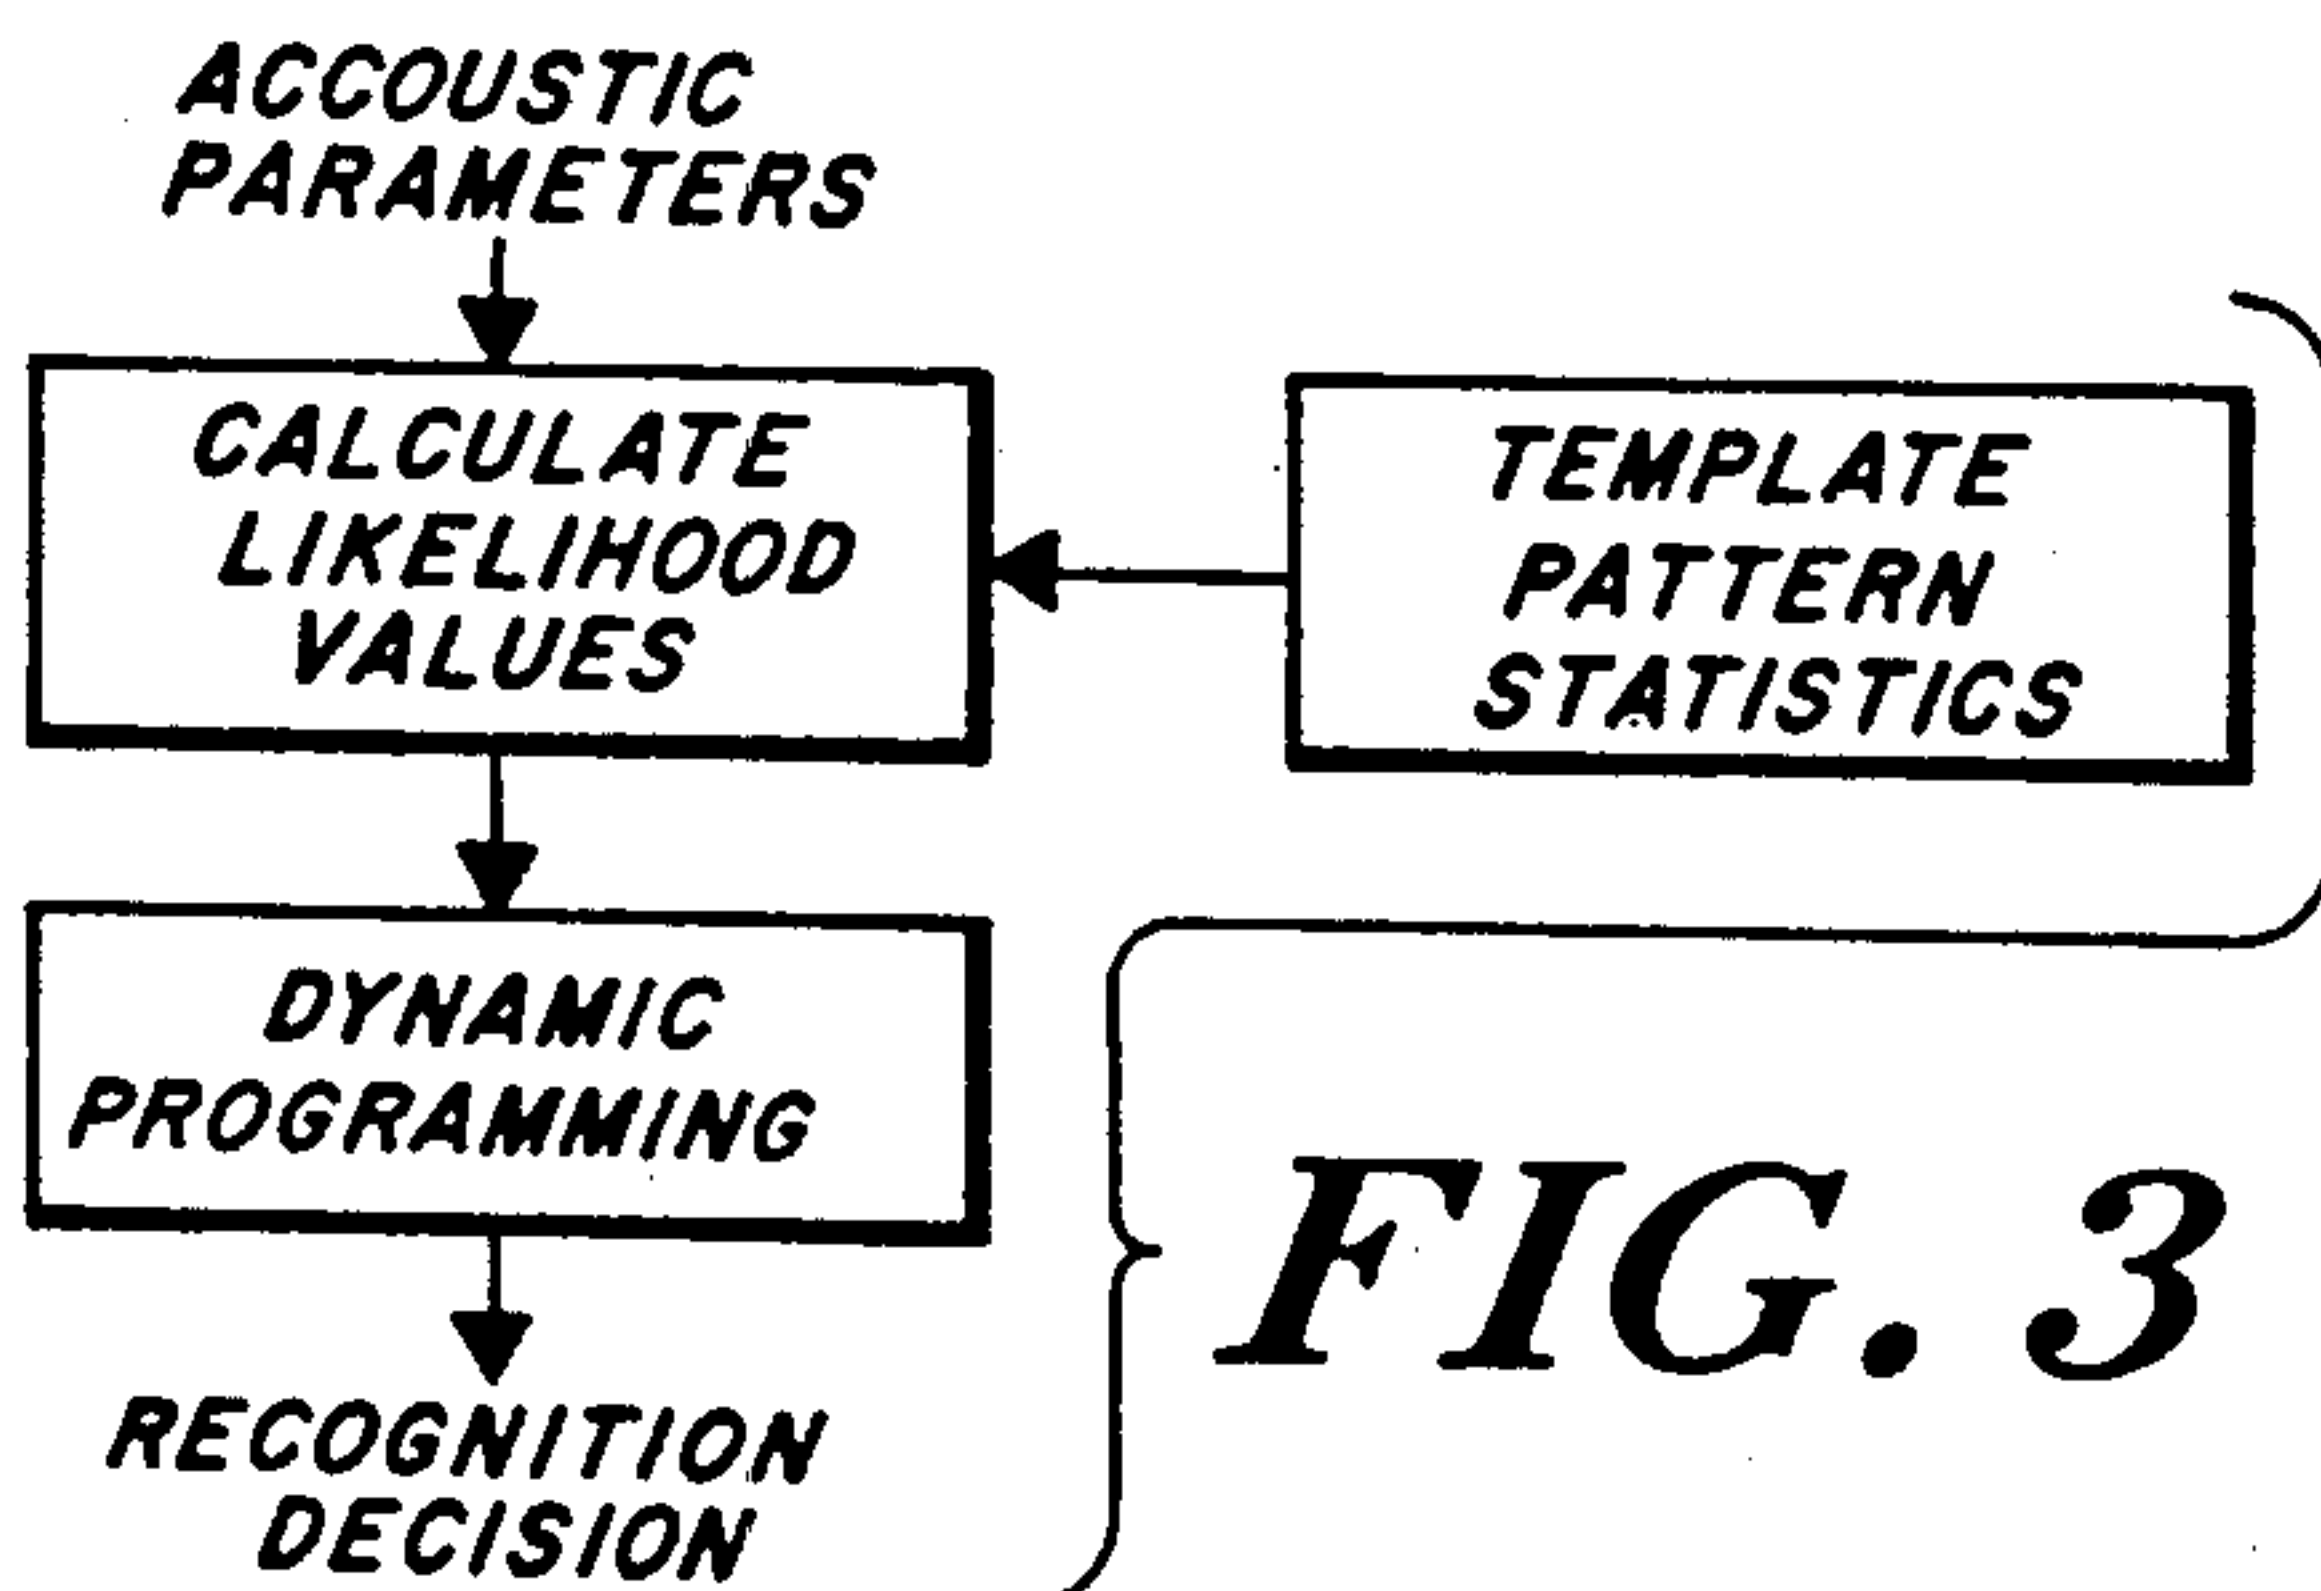 ACCOUSTIC
PARAMETERS
CALCULATE
LIKELIHOOD
VALUES
TEMPLATE
PATTERN
STATISTICS
DYNAMIC
PROGRAMMING
RECOGNITION
DECISION
FIG. 3